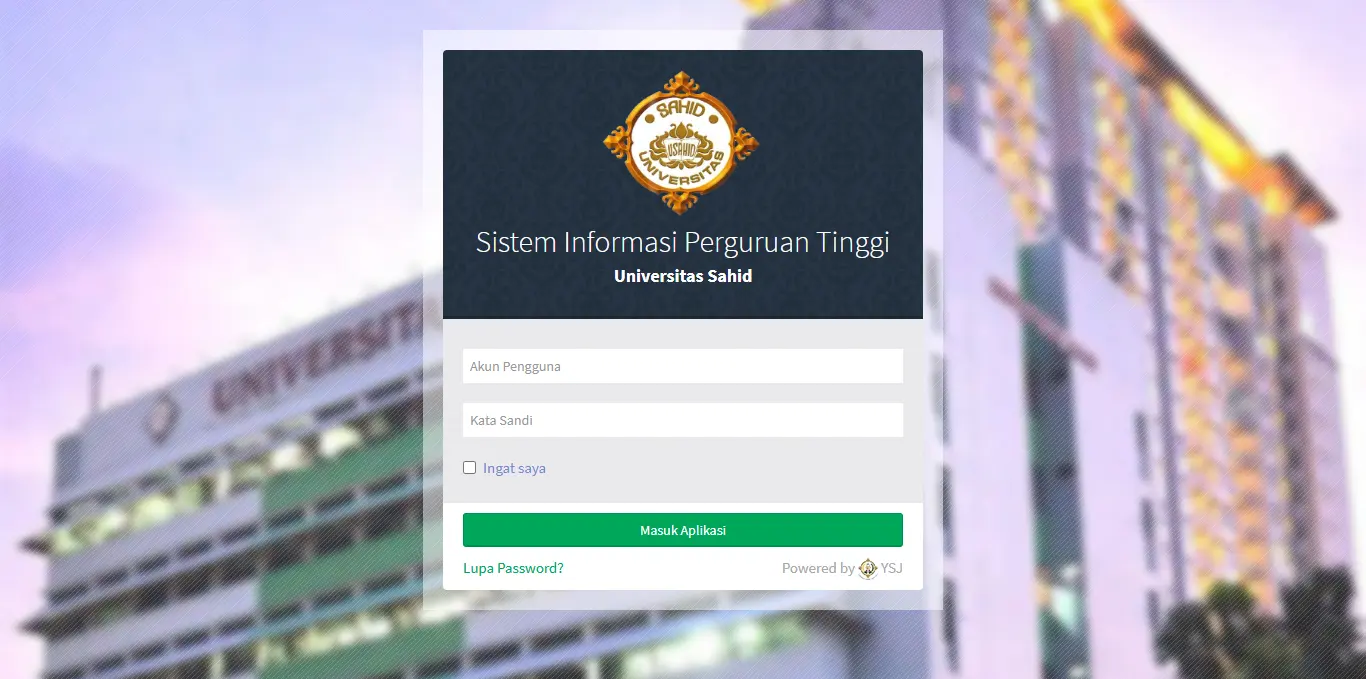 SAHID
USAHID
UNIVERSITAS
Sistem Informasi Perguruan Tinggi
Universitas Sahid
UNIVERSIT
Akun Pengguna
Kata Sandi
Ingat saya
Masuk Aplikasi
Lupa Password?
Powered by YSJ